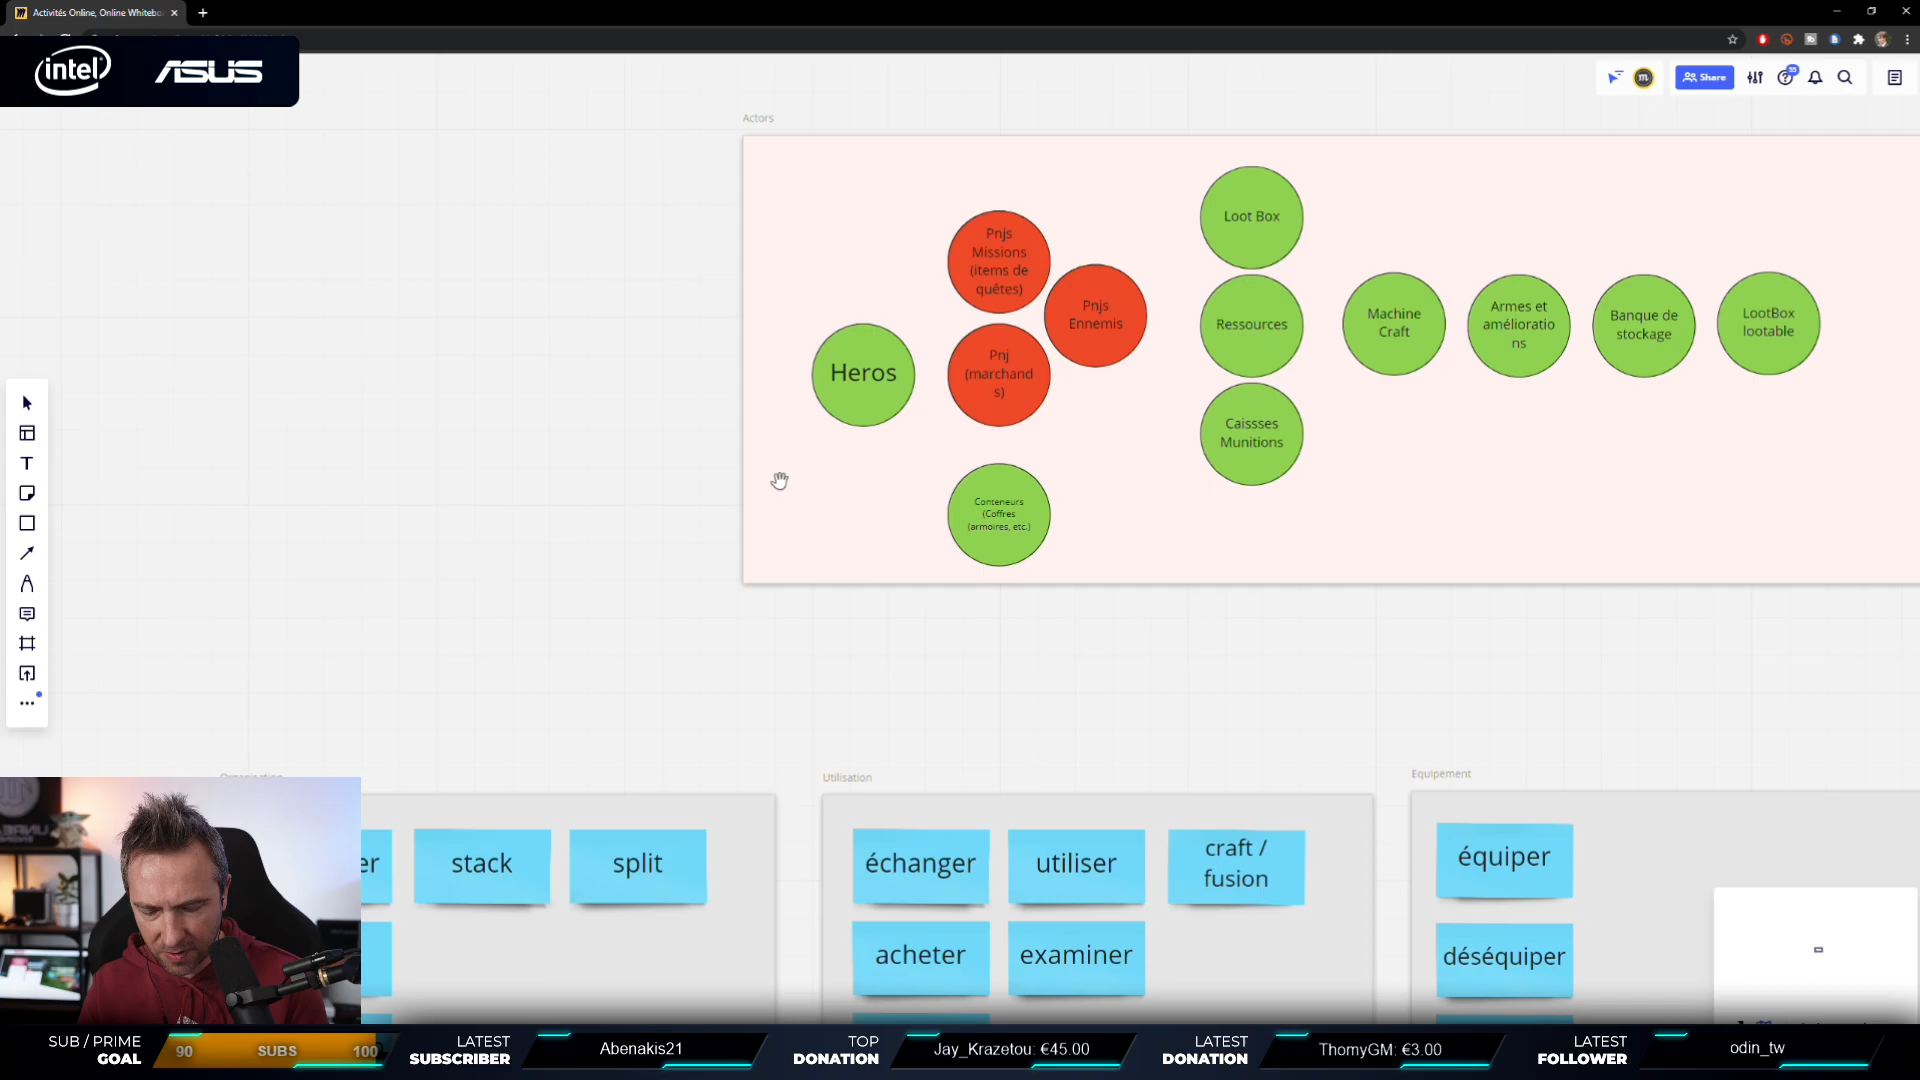 Activités Online, Online Whitebo
intel
ASUS
m
Share
Actors
Loot Box
Pnjs
Missions
(items de
quêtes)
Pnjs
Ennemis
Ressources
Machine
Craft
Armes et
amélioratio
ns
Banque de
stockage
LootBox
lootable
Heros
Pnj
(marchand
s)
Caissses
Munitions
Conteneurs
(Coffres
(armoires, etc.)
T
Organisation
Utilisation
Equipement
er
stack
split
échanger
utiliser
craft /
fusion
équiper
acheter
examiner
déséquiper
SUB / PRIME
GOAL
90
SUBS
100
LATEST
SUBSCRIBER
Abenakis21
TOP
DONATION
Jay_Krazetou: €45.00
LATEST
DONATION
ThomyGM: €3.00
LATEST
FOLLOWER
odin_tw